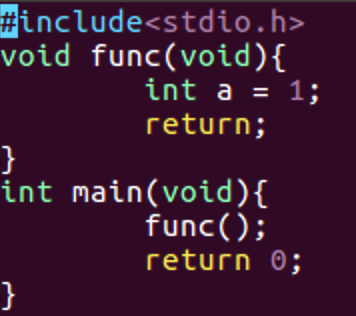 #include<stdio.h>
void func(void){
        int a = 1;
        return;
}
int main(void){
        func();
        return 0;
}